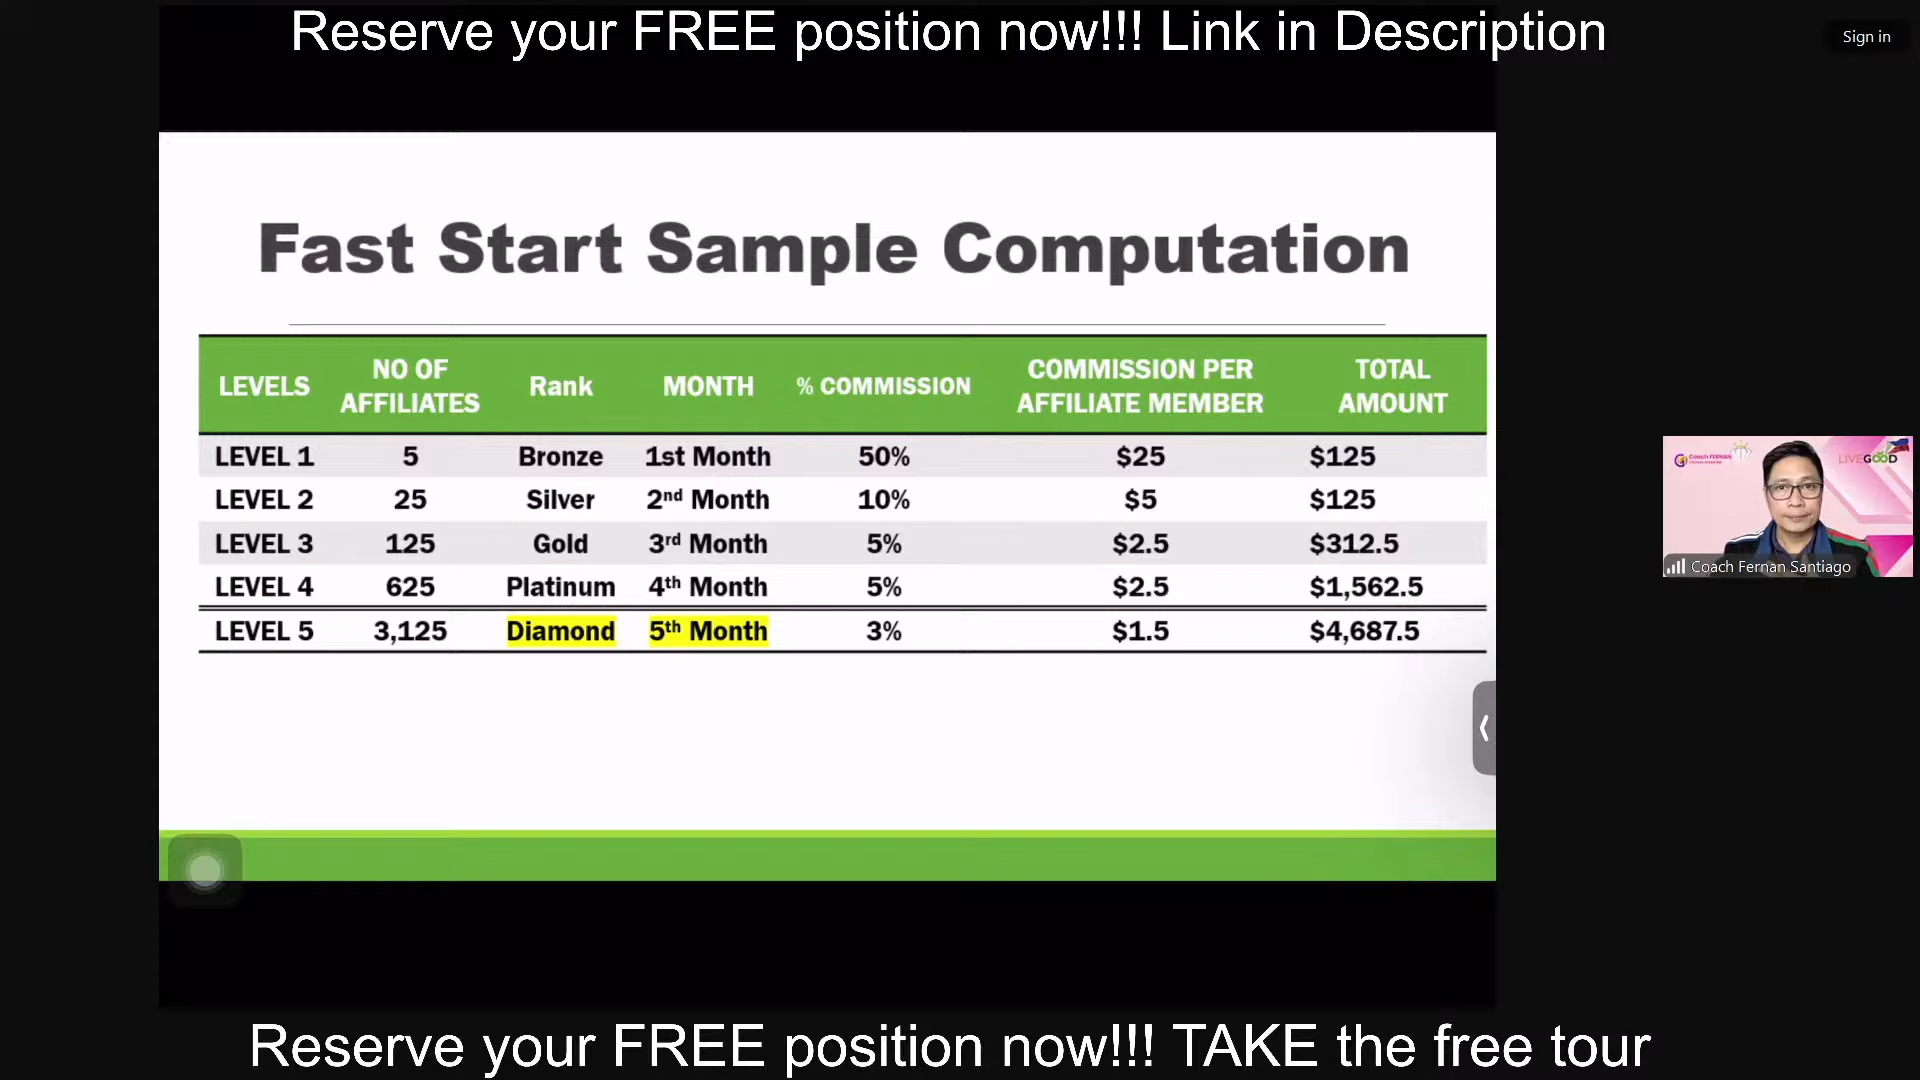 Reserve your FREE position now!!! Link in Description
Sign in
Fast Start Sample Computation
LEVELS NO OF AFFILIATES Rank MONTH % COMMISSION COMMISSION PER AFFILIATE MEMBER TOTAL AMOUNT
LEVEL 1 5 Bronze 1st Month 50% $25 $125
LEVEL 2 25 Silver 2nd Month 10% $5 $125
LEVEL 3 125 Gold 3rd Month 5% $2.5 $312.5
LEVEL 4 625 Platinum 4th Month 5% $2.5 $1,562.5
LEVEL 5 3,125 Diamond 5th Month 3% $1.5 $4,687.5
Coach FERNAN
LIVEGOOD
Coach Fernan Santiago
Reserve your FREE position now!!! TAKE the free tour